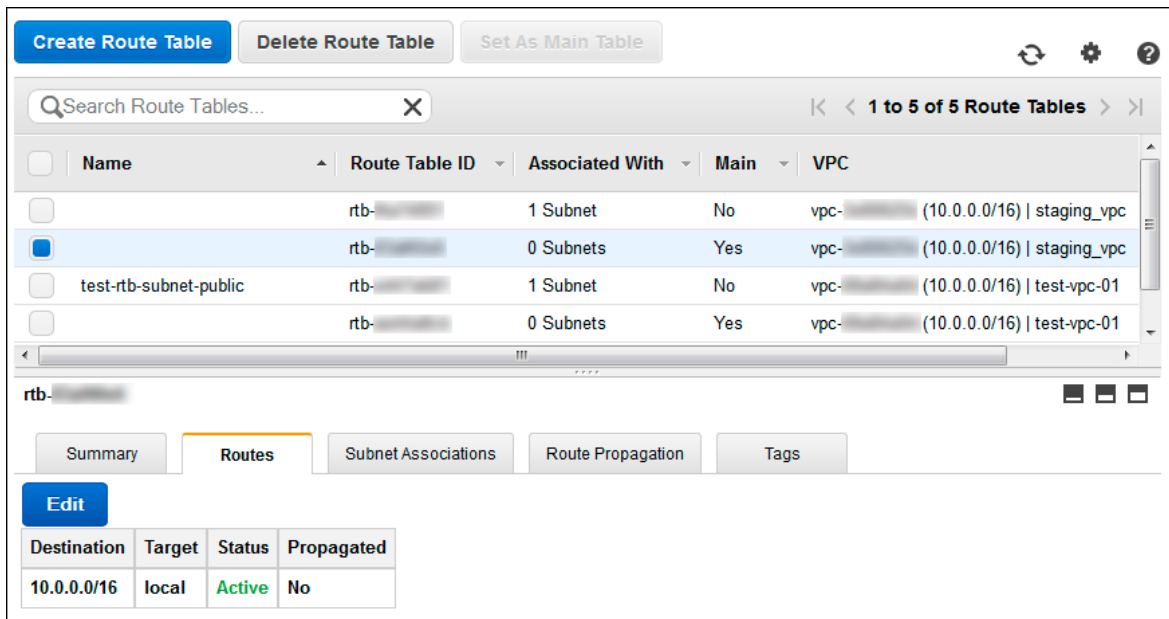 Create Route Table Delete Route Table Set As Main Table
Search Route Tables... 1 to 5 of 5 Route Tables
Name Route Table ID Associated With Main VPC
rtb- 1 Subnet No vpc- (10.0.0.0/16) | staging_vpc
rtb- 0 Subnets Yes vpc- (10.0.0.0/16) | staging_vpc
test-rtb-subnet-public rtb- 1 Subnet No vpc- (10.0.0.0/16) | test-vpc-01
rtb- 0 Subnets Yes vpc- (10.0.0.0/16) | test-vpc-01
rtb-
Summary Routes Subnet Associations Route Propagation Tags
Edit
Destination Target Status Propagated
10.0.0.0/16 local Active No